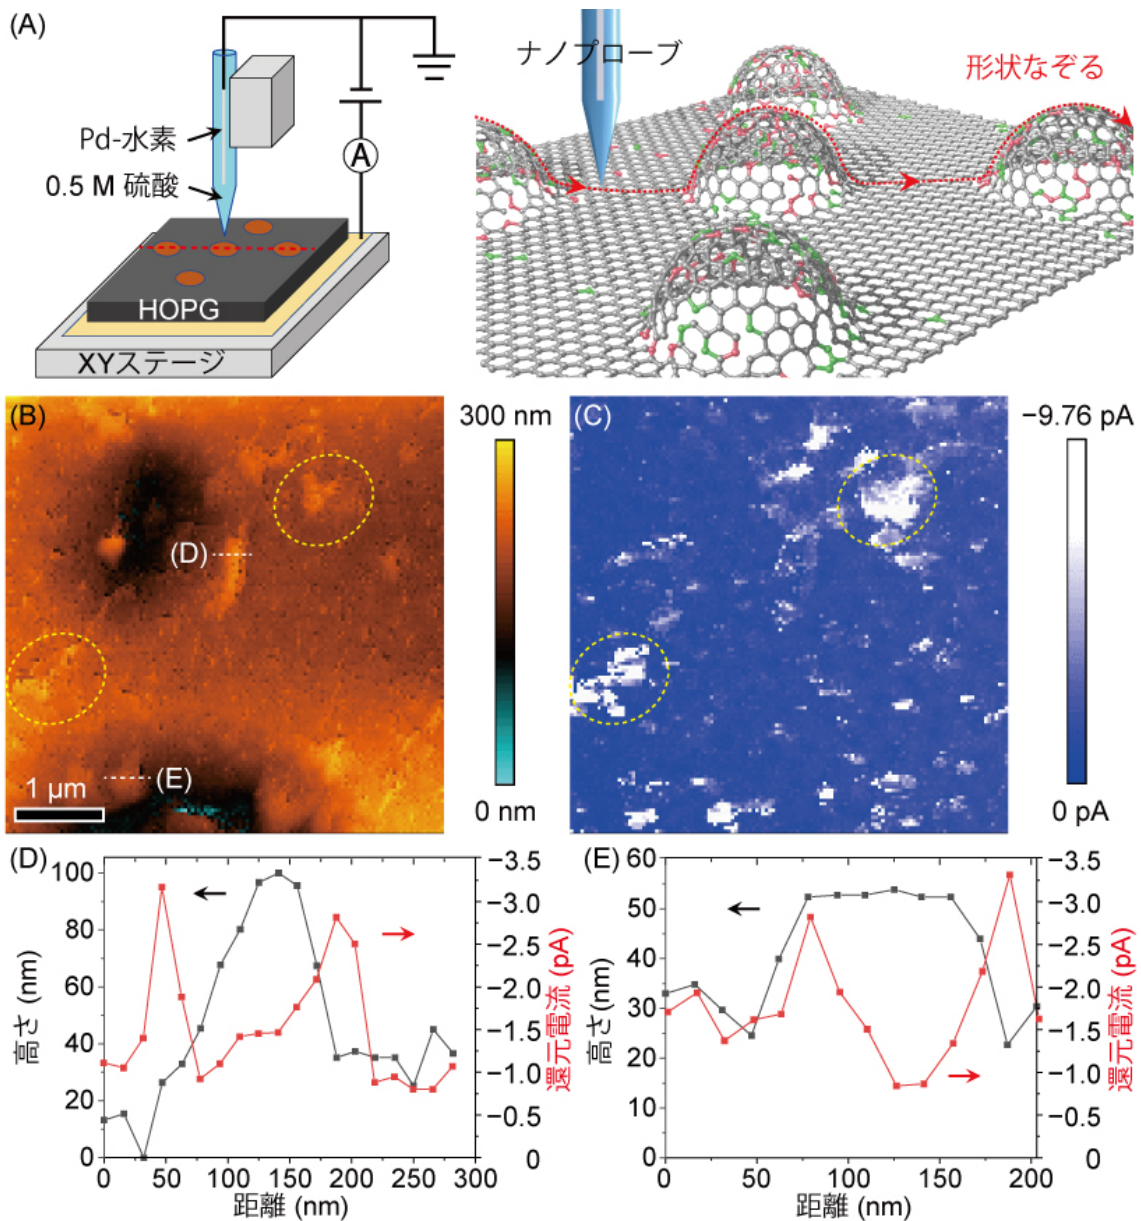 (A)
Pd-水素
0.5 M 硫酸
A
HOPG
XYステージ
ナノプローブ
形状なぞる
(B)
300 nm
(D)
(E)
1 μm
0 nm
(C)
−9.76 pA
0 pA
(D)
高さ (nm)
100
80
60
40
20
0
0 50 100 150 200 250 300
距離 (nm)
−3.5
−3.0
−2.5
−2.0
−1.5
−1.0
−0.5
0
還元電流 (pA)
(E)
高さ(nm)
60
50
40
30
20
10
0
0 50 100 150 200
距離 (nm)
−3.5
−3.0
−2.5
−2.0
−1.5
−1.0
−0.5
0
還元電流 (pA)